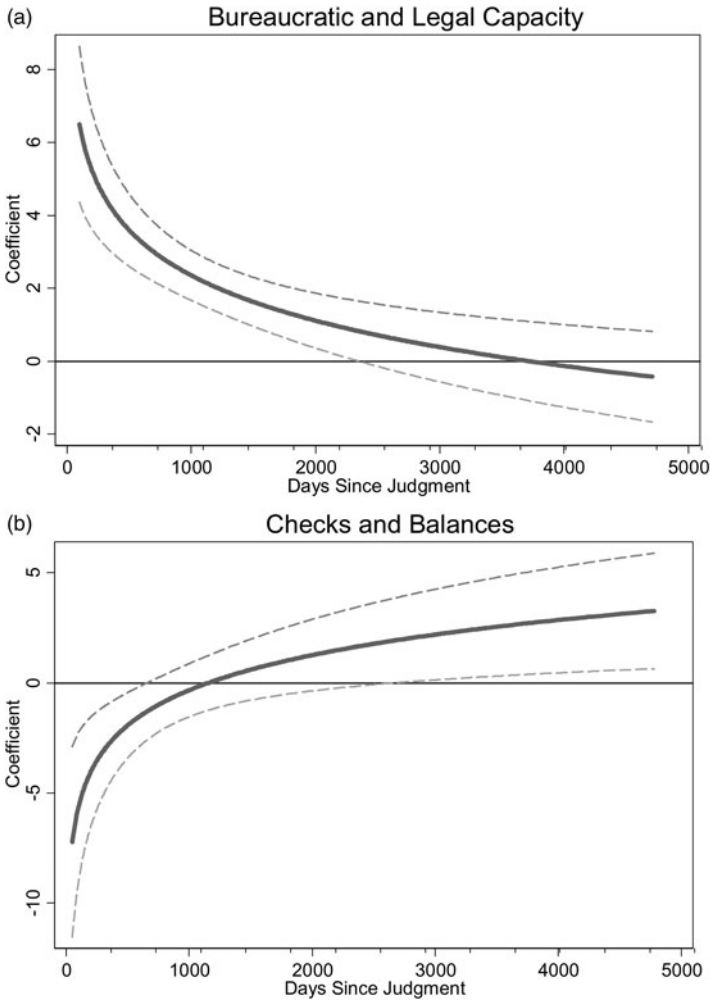 (a)
Bureaucratic and Legal Capacity
8
6
4
2
0
-2
Coefficient
0 1000 2000 3000 4000 5000
Days Since Judgment
(b)
Checks and Balances
5
0
-5
-10
Coefficient
0 1000 2000 3000 4000 5000
Days Since Judgment